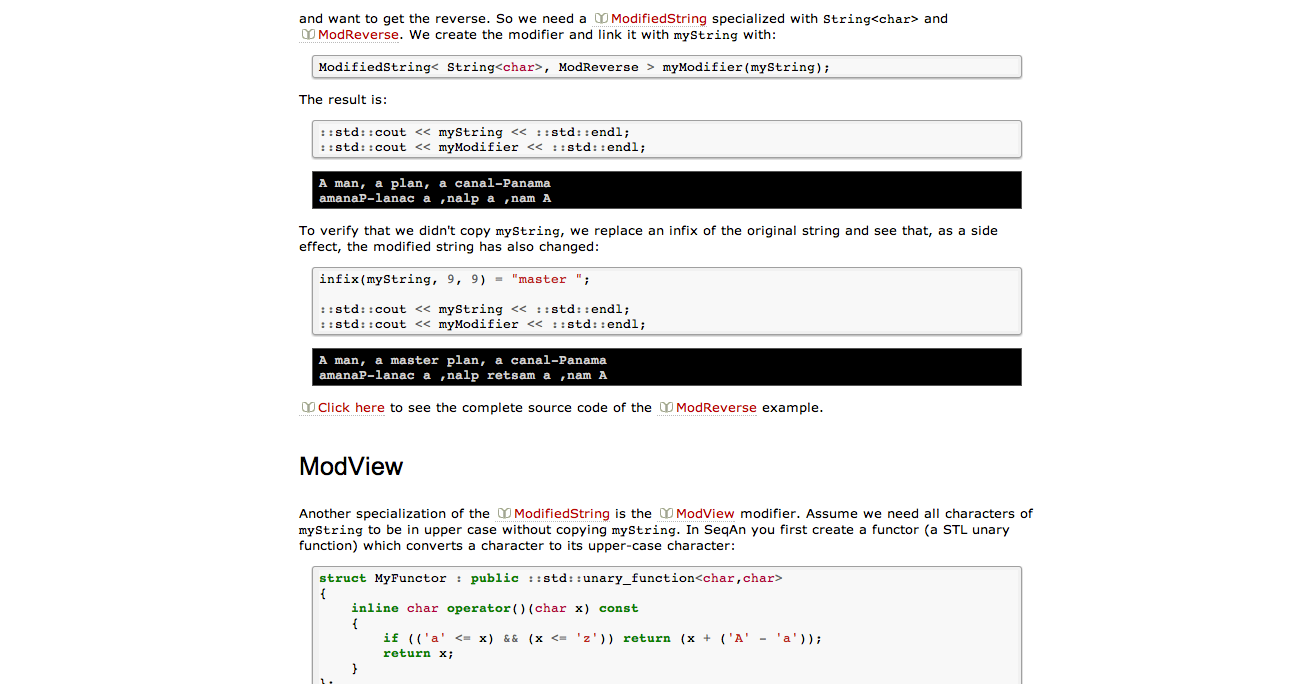 and want to get the reverse. So we need a ModifiedString specialized with String<char> and
ModReverse. We create the modifier and link it with myString with:
ModifiedString< String<char>, ModReverse > myModifier(myString);
The result is:
::std::cout << myString << ::std::endl;
::std::cout << myModifier << ::std::endl;
A man, a plan, a canal-Panama
amanaP-lanac a ,nalp a ,nam A
To verify that we didn't copy myString, we replace an infix of the original string and see that, as a side
effect, the modified string has also changed:
infix(myString, 9, 9) = "master ";
::std::cout << myString << ::std::endl;
::std::cout << myModifier << ::std::endl;
A man, a master plan, a canal-Panama
amanaP-lanac a ,nalp retsam a ,nam A
Click here to see the complete source code of the ModReverse example.
ModView
Another specialization of the ModifiedString is the ModView modifier. Assume we need all characters of
myString to be in upper case without copying myString. In SeqAn you first create a functor (a STL unary
function) which converts a character to its upper-case character:
struct MyFunctor : public ::std::unary_function<char,char>
{
    inline char operator()(char x) const
    {
        if (('a' <= x) && (x <= 'z')) return (x + ('A' - 'a'));
        return x;
    }
};